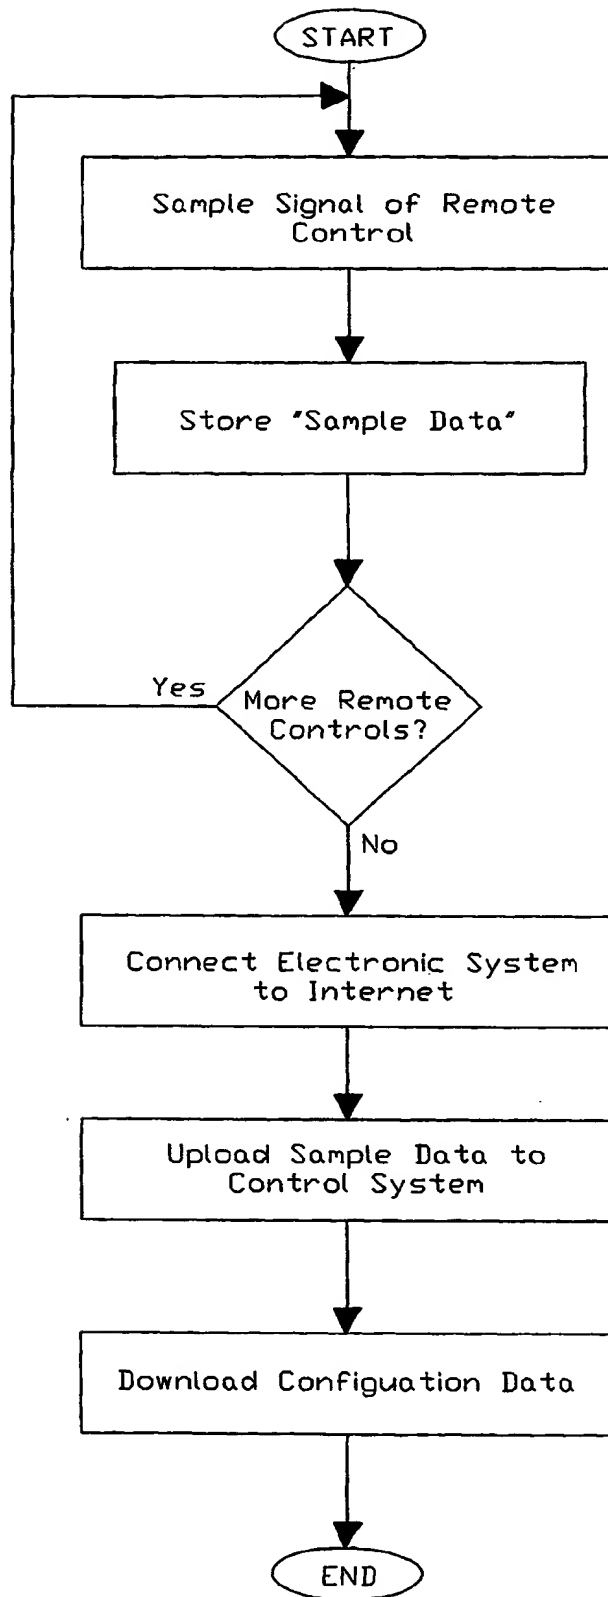 START
Sample Signal of Remote
Control
Store "Sample Data"
Yes
More Remote
Controls?
No
Connect Electronic System
to Internet
Upload Sample Data to
Control System
Download Configuation Data
END